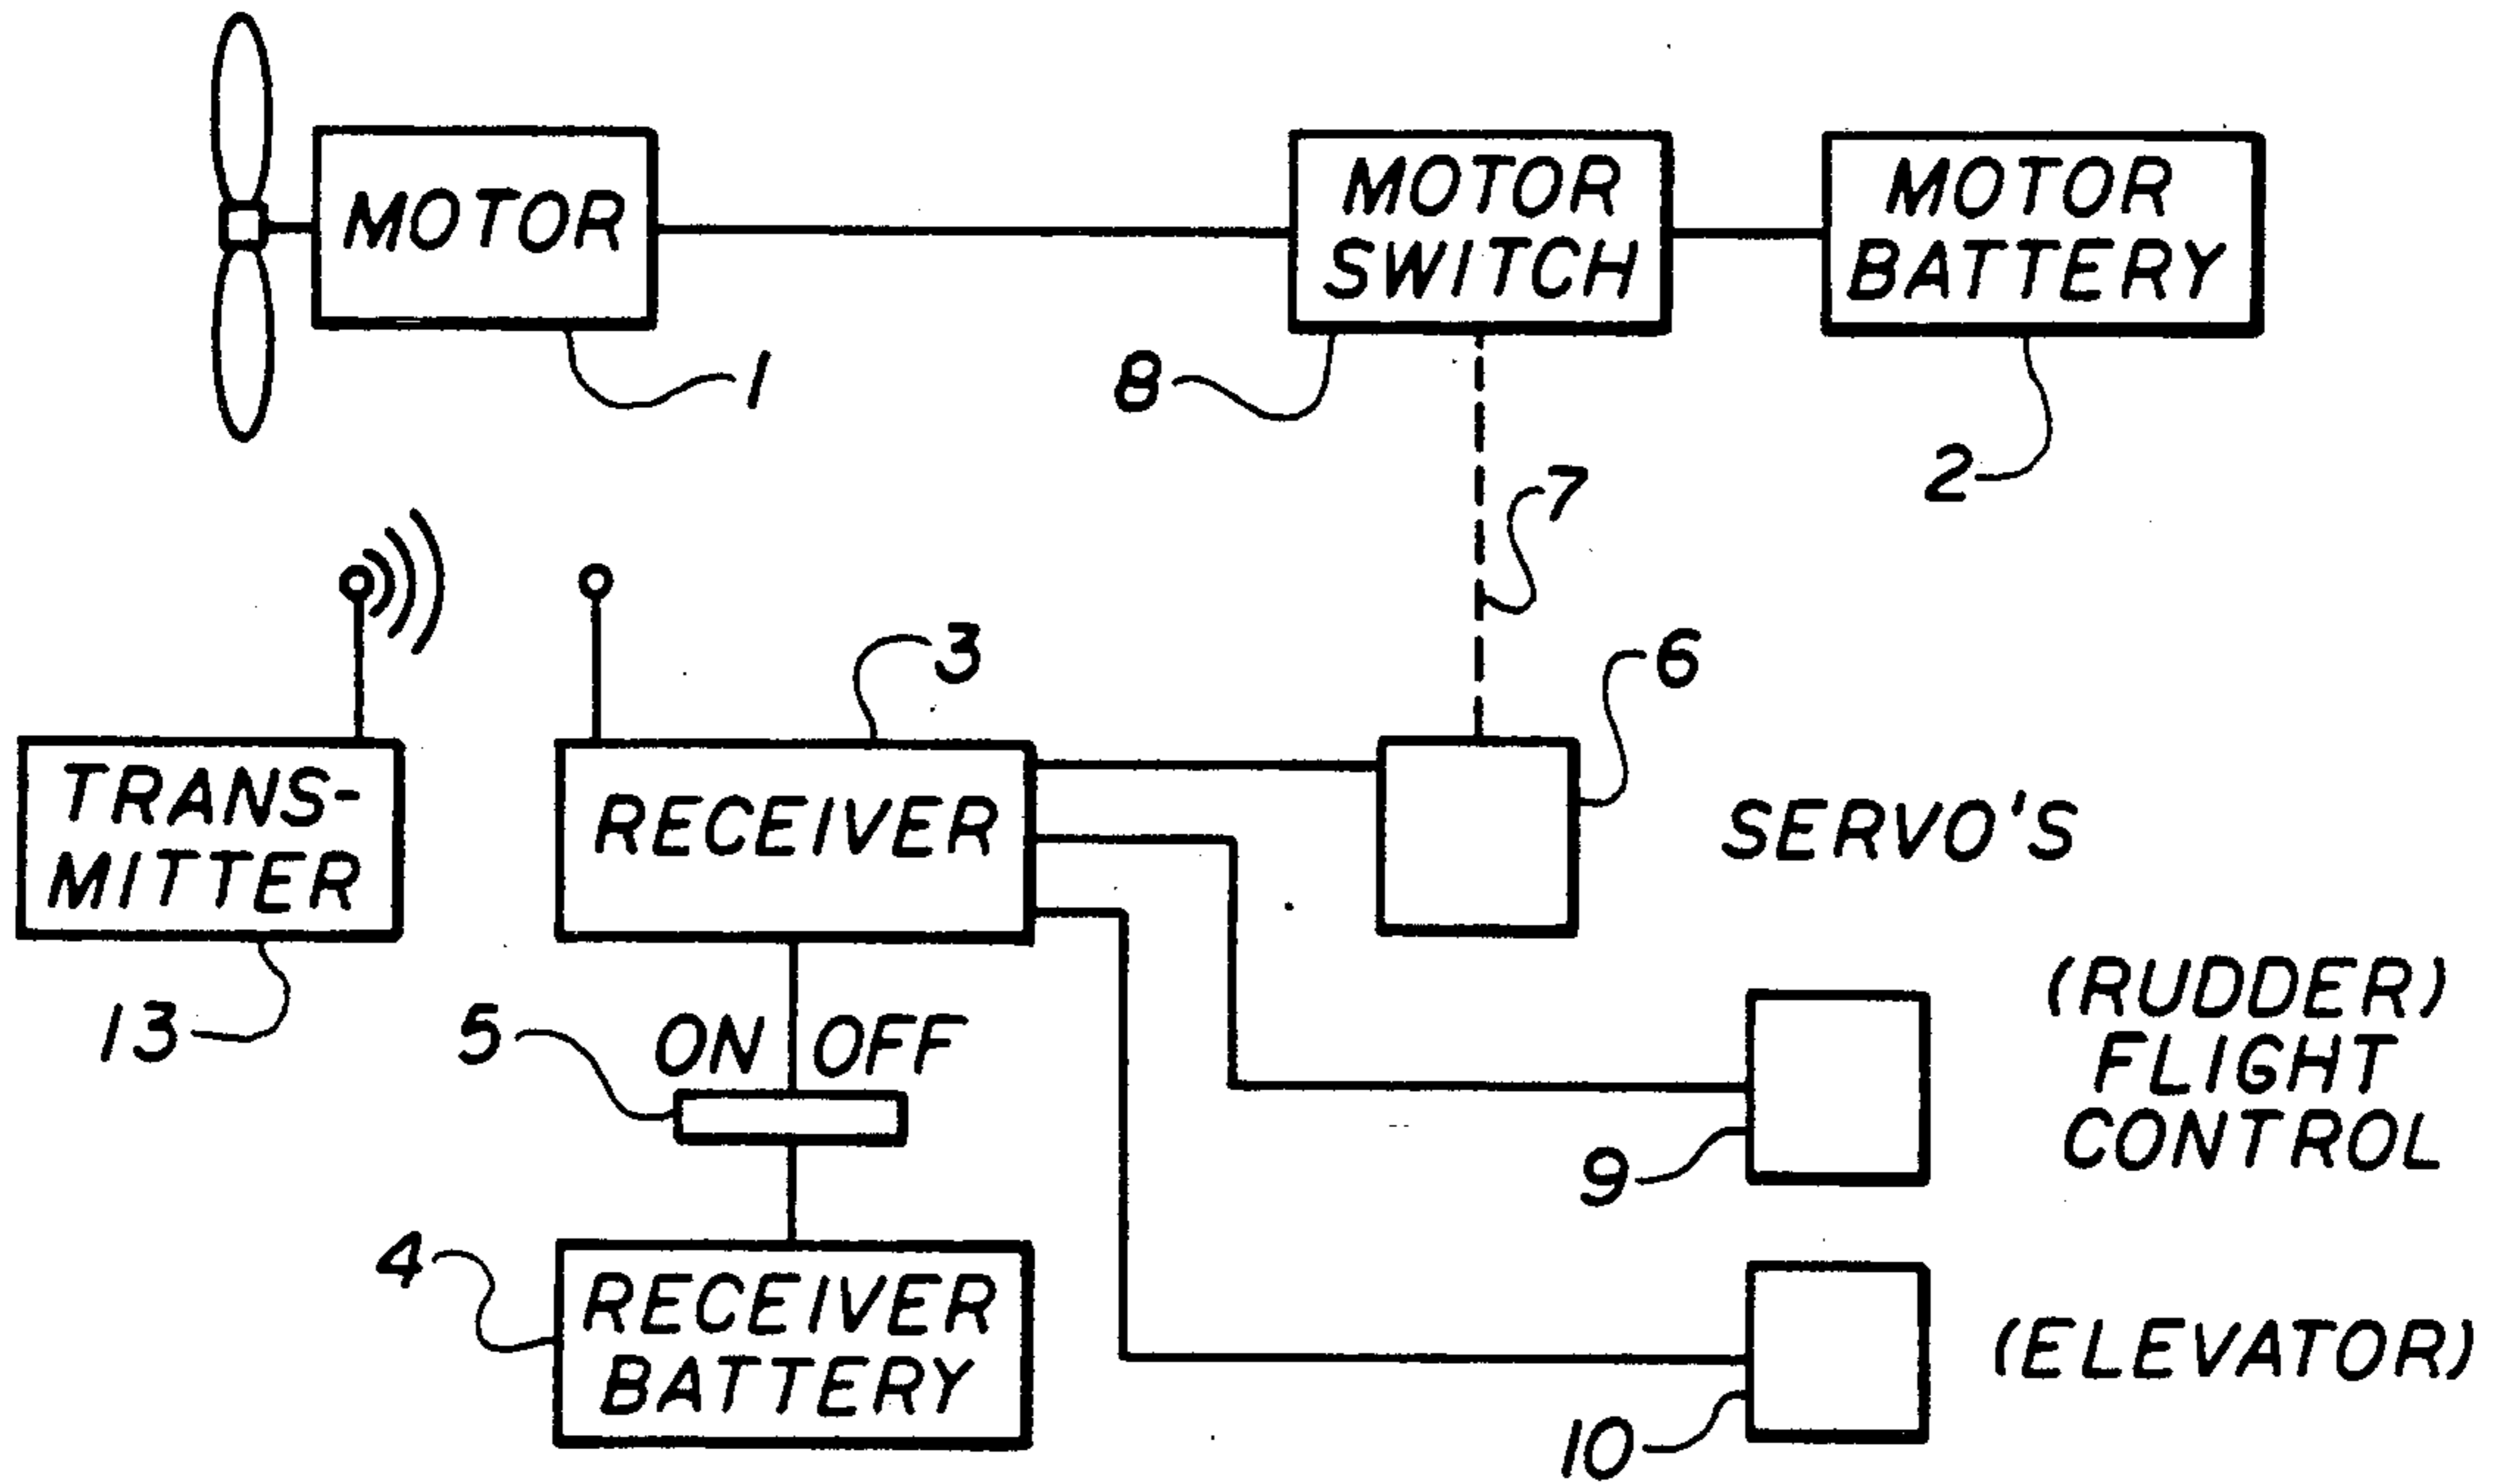 MOTOR
MOTOR
SWITCH
MOTOR
BATTERY
1
8
2
7
6
3
TRANS-
MITTER
RECEIVER
SERVO'S
13
5
ON OFF
(RUDDER)
FLIGHT
CONTROL
9
4
RECEIVER
BATTERY
(ELEVATOR)
10